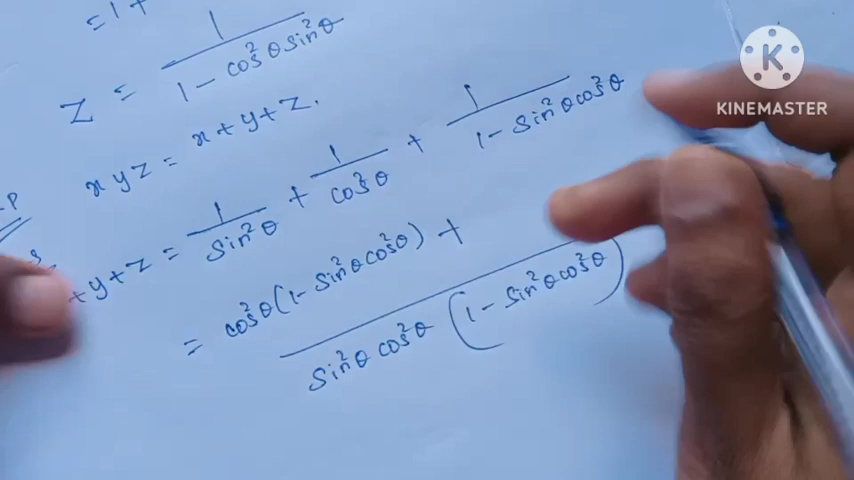 = 1 +
z = 1 / (1 - cos²θ sin²θ)
xyz = x + y + z.
+ y + z = 1 / sin²θ + 1 / cos²θ + 1 / (1 - sin²θ cos²θ)
= cos²θ (1 - sin²θ cos²θ) + / sin²θ cos²θ (1 - sin²θ cos²θ)
KINEMASTER